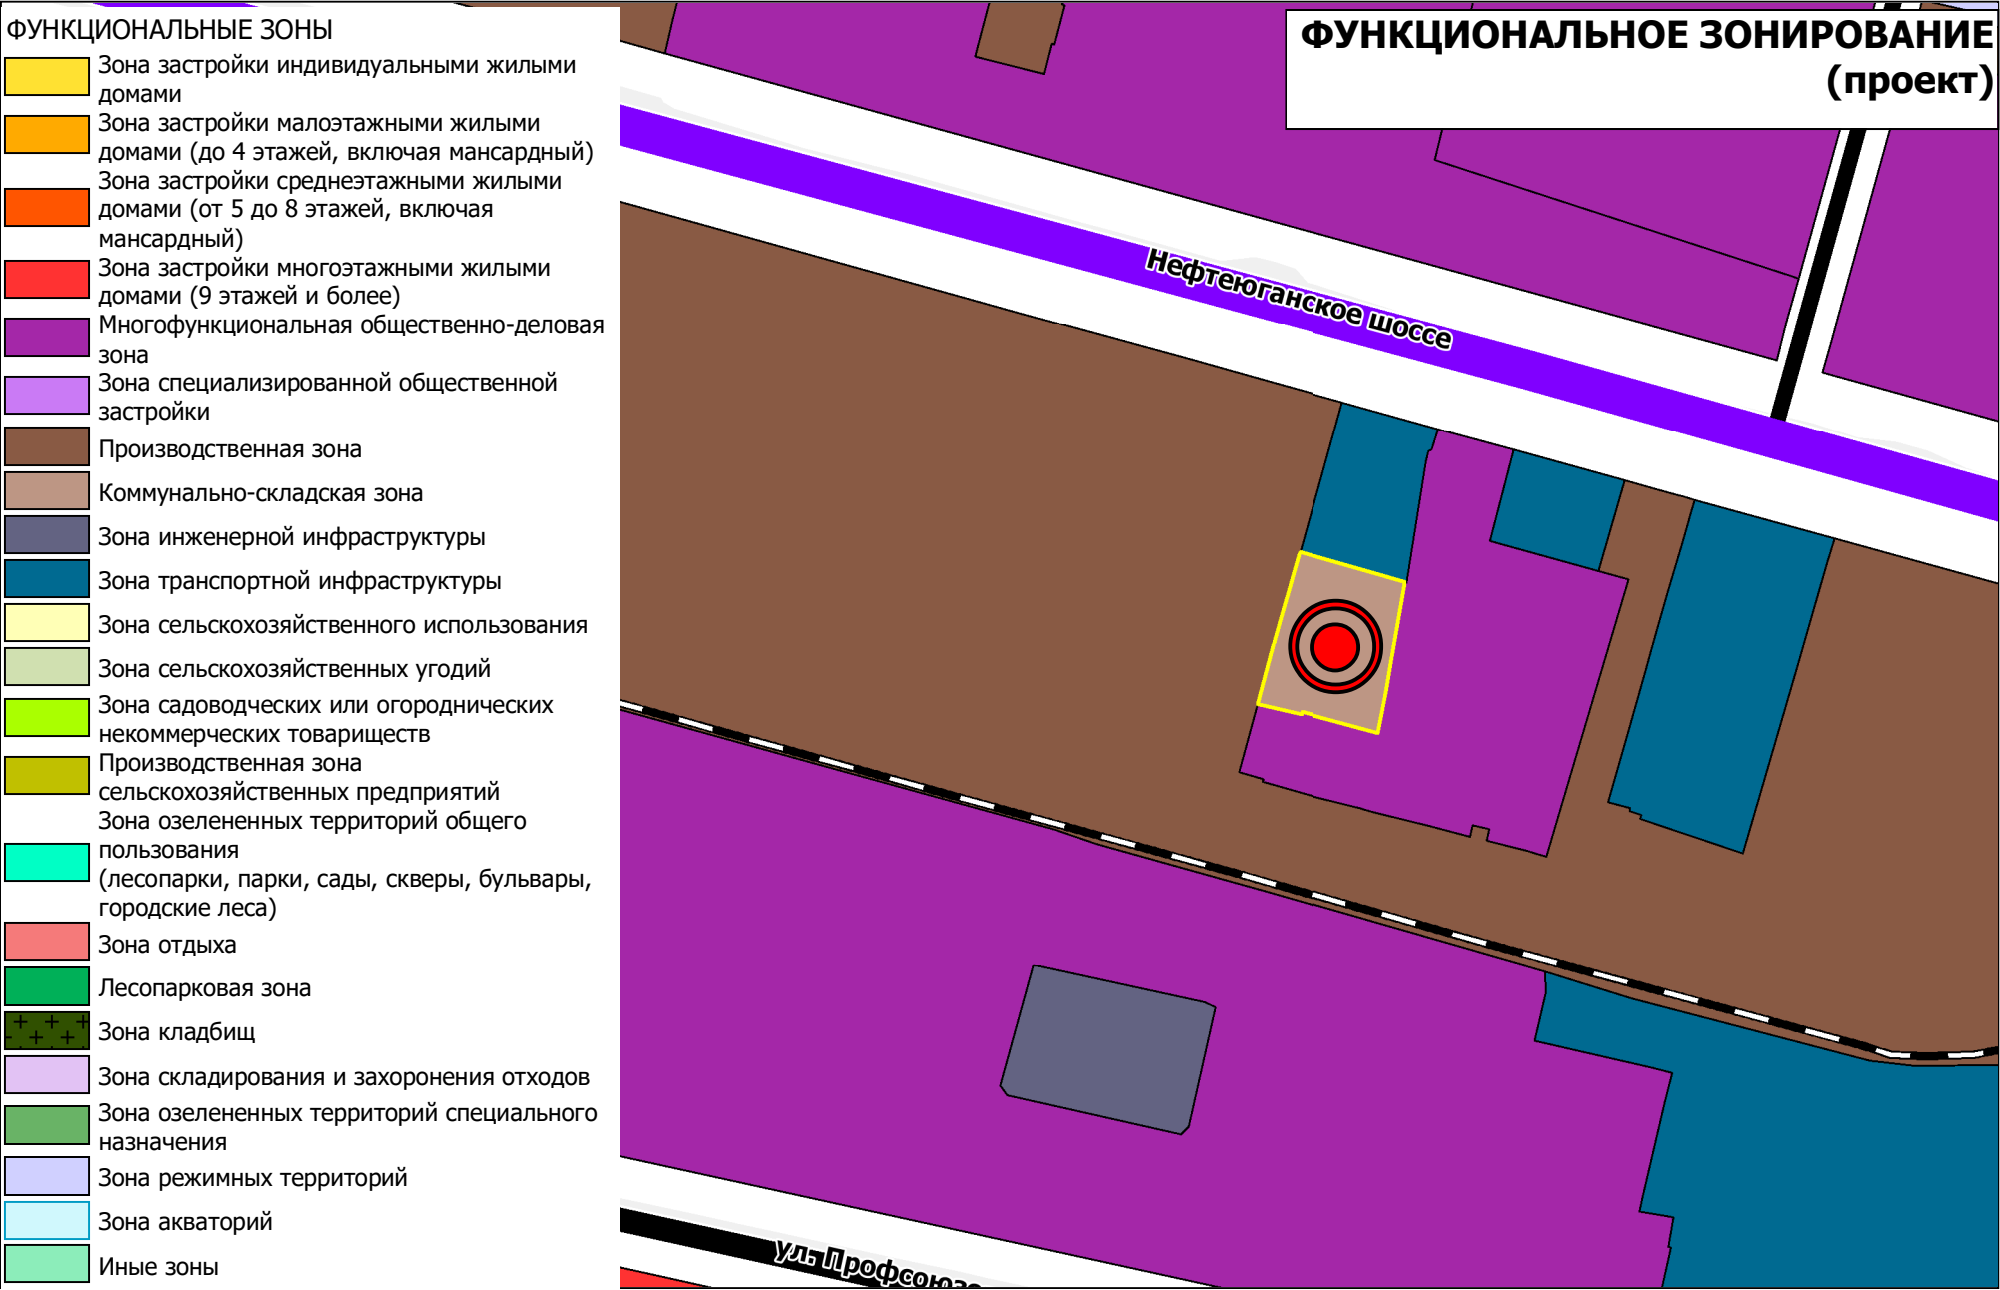 ФУНКЦИОНАЛЬНЫЕ ЗОНЫ
Зона застройки индивидуальными жилыми
домами
Зона застройки малоэтажными жилыми
домами (до 4 этажей, включая мансардный)
Зона застройки среднеэтажными жилыми
домами (от 5 до 8 этажей, включая
мансардный)
Зона застройки многоэтажными жилыми
домами (9 этажей и более)
Многофункциональная общественно-деловая
зона
Зона специализированной общественной
застройки
Производственная зона
Коммунально-складская зона
Зона инженерной инфраструктуры
Зона транспортной инфраструктуры
Зона сельскохозяйственного использования
Зона сельскохозяйственных угодий
Зона садоводческих или огороднических
некоммерческих товариществ
Производственная зона
сельскохозяйственных предприятий
Зона озелененных территорий общего
пользования
(лесопарки, парки, сады, скверы, бульвары,
городские леса)
Зона отдыха
Лесопарковая зона
Зона кладбищ
Зона складирования и захоронения отходов
Зона озелененных территорий специального
назначения
Зона режимных территорий
Зона акваторий
Иные зоны
ФУНКЦИОНАЛЬНОЕ ЗОНИРОВАНИЕ
(проект)
Нефтеюганское шоссе
ул. Профсоюзо